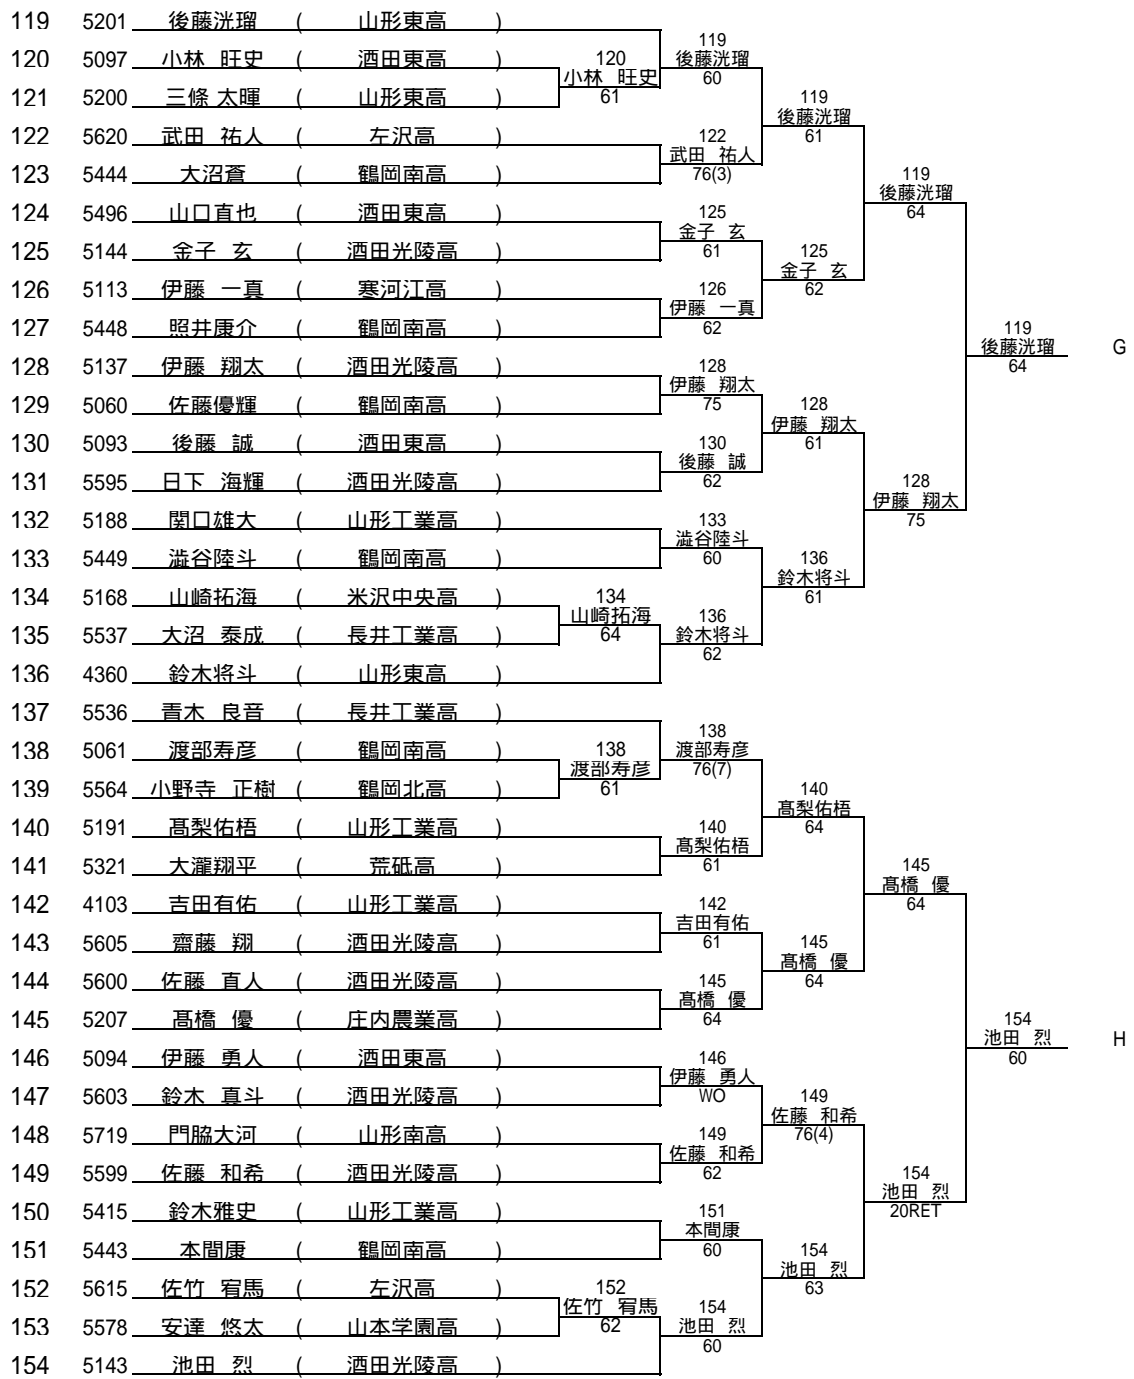 119 5201 後藤洸瑠 ( 山形東高 )
120 5097 小林 旺史 ( 酒田東高 )
121 5200 三條 太暉 ( 山形東高 )
122 5620 武田 祐人 ( 左沢高 )
123 5444 大沼蒼 ( 鶴岡南高 )
124 5496 山口直也 ( 酒田東高 )
125 5144 金子 玄 ( 酒田光陵高 )
126 5113 伊藤 一真 ( 寒河江高 )
127 5448 照井康介 ( 鶴岡南高 )
128 5137 伊藤 翔太 ( 酒田光陵高 )
129 5060 佐藤優輝 ( 鶴岡南高 )
130 5093 後藤 誠 ( 酒田東高 )
131 5595 日下 海輝 ( 酒田光陵高 )
132 5188 関口雄大 ( 山形工業高 )
133 5449 澁谷陸斗 ( 鶴岡南高 )
134 5168 山崎拓海 ( 米沢中央高 )
135 5537 大沼 泰成 ( 長井工業高 )
136 4360 鈴木将斗 ( 山形東高 )
137 5536 青木 良音 ( 長井工業高 )
138 5061 渡部寿彦 ( 鶴岡南高 )
139 5564 小野寺 正樹 ( 鶴岡北高 )
140 5191 髙梨佑梧 ( 山形工業高 )
141 5321 大瀧翔平 ( 荒砥高 )
142 4103 吉田有佑 ( 山形工業高 )
143 5605 齋藤 翔 ( 酒田光陵高 )
144 5600 佐藤 直人 ( 酒田光陵高 )
145 5207 髙橋 優 ( 庄内農業高 )
146 5094 伊藤 勇人 ( 酒田東高 )
147 5603 鈴木 真斗 ( 酒田光陵高 )
148 5719 門脇大河 ( 山形南高 )
149 5599 佐藤 和希 ( 酒田光陵高 )
150 5415 鈴木雅史 ( 山形工業高 )
151 5443 本間康 ( 鶴岡南高 )
152 5615 佐竹 宥馬 ( 左沢高 )
153 5578 安達 悠太 ( 山本学園高 )
154 5143 池田 烈 ( 酒田光陵高 )
120
小林 旺史
61
134
山崎拓海
64
138
渡部寿彦
61
152
佐竹 宥馬
62
119
後藤洸瑠
60
122
武田 祐人
76(3)
125
金子 玄
61
126
伊藤 一真
62
128
伊藤 翔太
75
130
後藤 誠
62
133
澁谷陸斗
60
136
鈴木将斗
62
138
渡部寿彦
76(7)
140
髙梨佑梧
61
142
吉田有佑
61
145
髙橋 優
64
146
伊藤 勇人
WO
149
佐藤 和希
62
151
本間康
60
154
池田 烈
60
119
後藤洸瑠
61
125
金子 玄
62
128
伊藤 翔太
61
136
鈴木将斗
61
140
髙梨佑梧
64
145
髙橋 優
64
149
佐藤 和希
76(4)
154
池田 烈
63
119
後藤洸瑠
64
128
伊藤 翔太
75
145
髙橋 優
64
154
池田 烈
20RET
119
後藤洸瑠
64
G
154
池田 烈
60
H